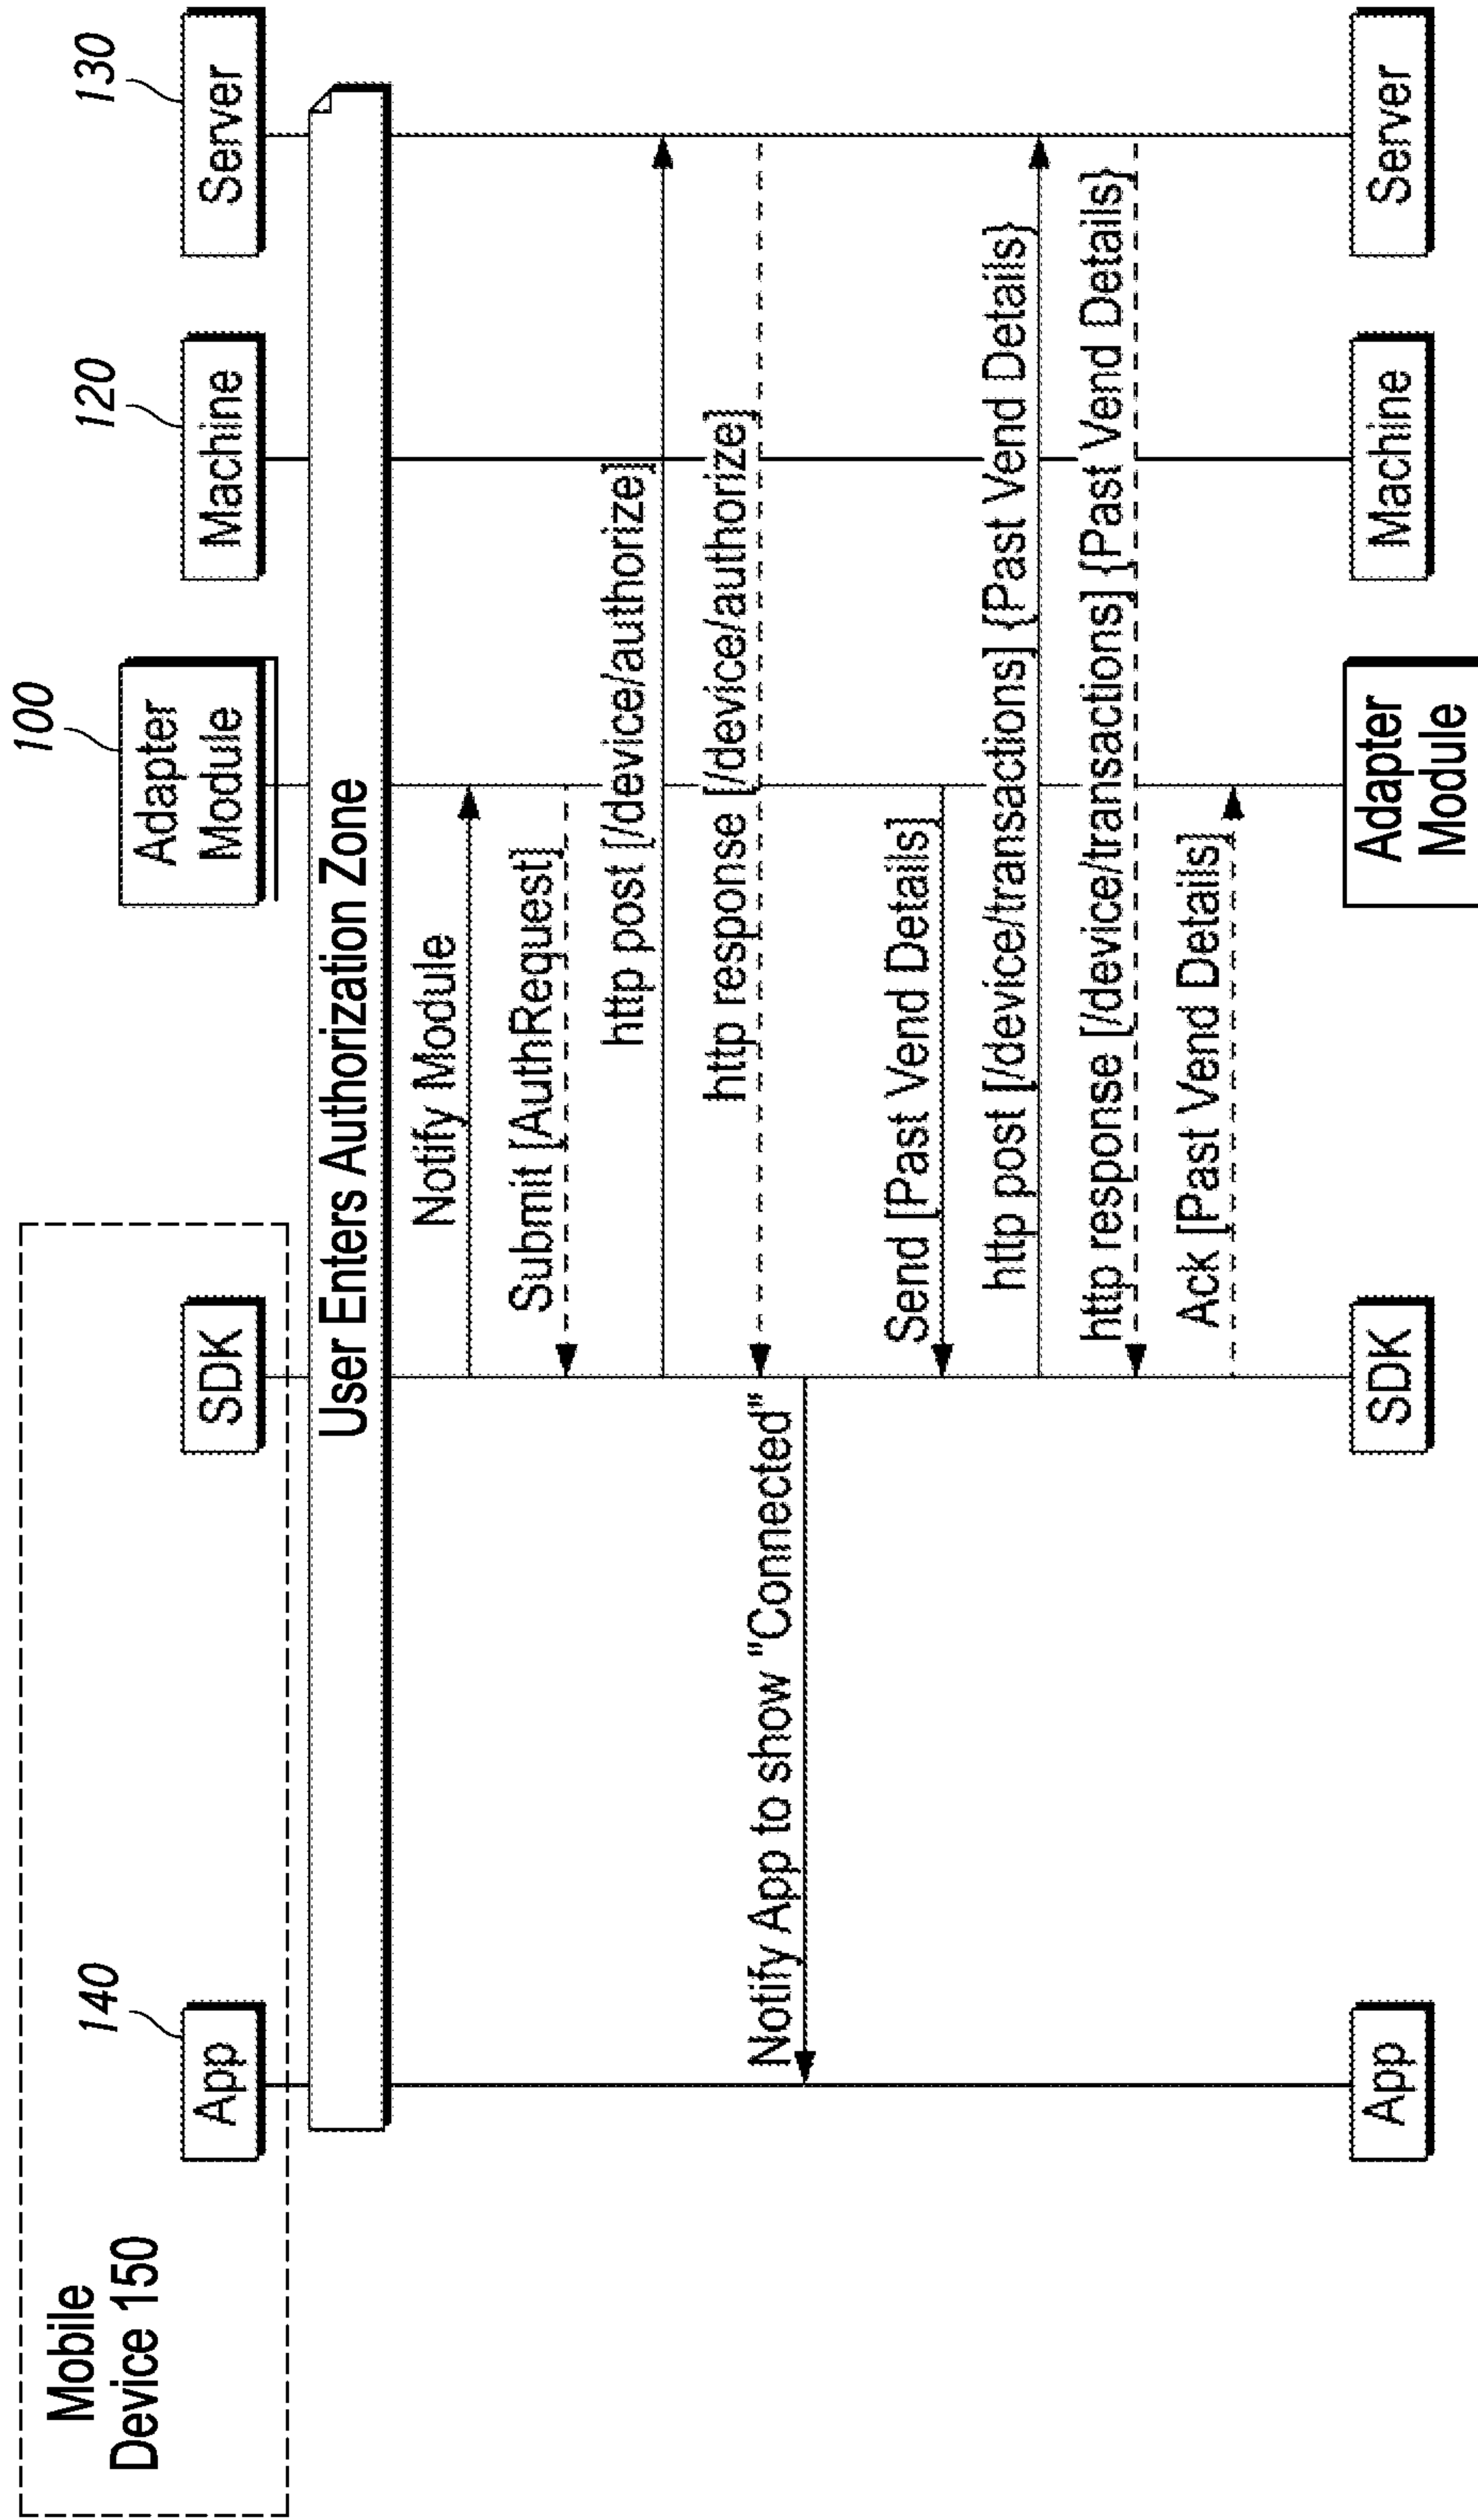 Mobile
Device 150
140
100
120
130
App
SDK
Adapter
Module
Machine
Server
User Enters Authorization Zone
Notify Module
Submit [AuthRequest]
http post [/device/authorize]
http response [/device/authorize]
Notify App to show "Connected"
Send [Past Vend Details]
http post [/device/transactions] {Past Vend Details}
http response [/device/transactions] {Past Vend Details}
Ack [Past Vend Details]
App
SDK
Adapter
Module
Machine
Server